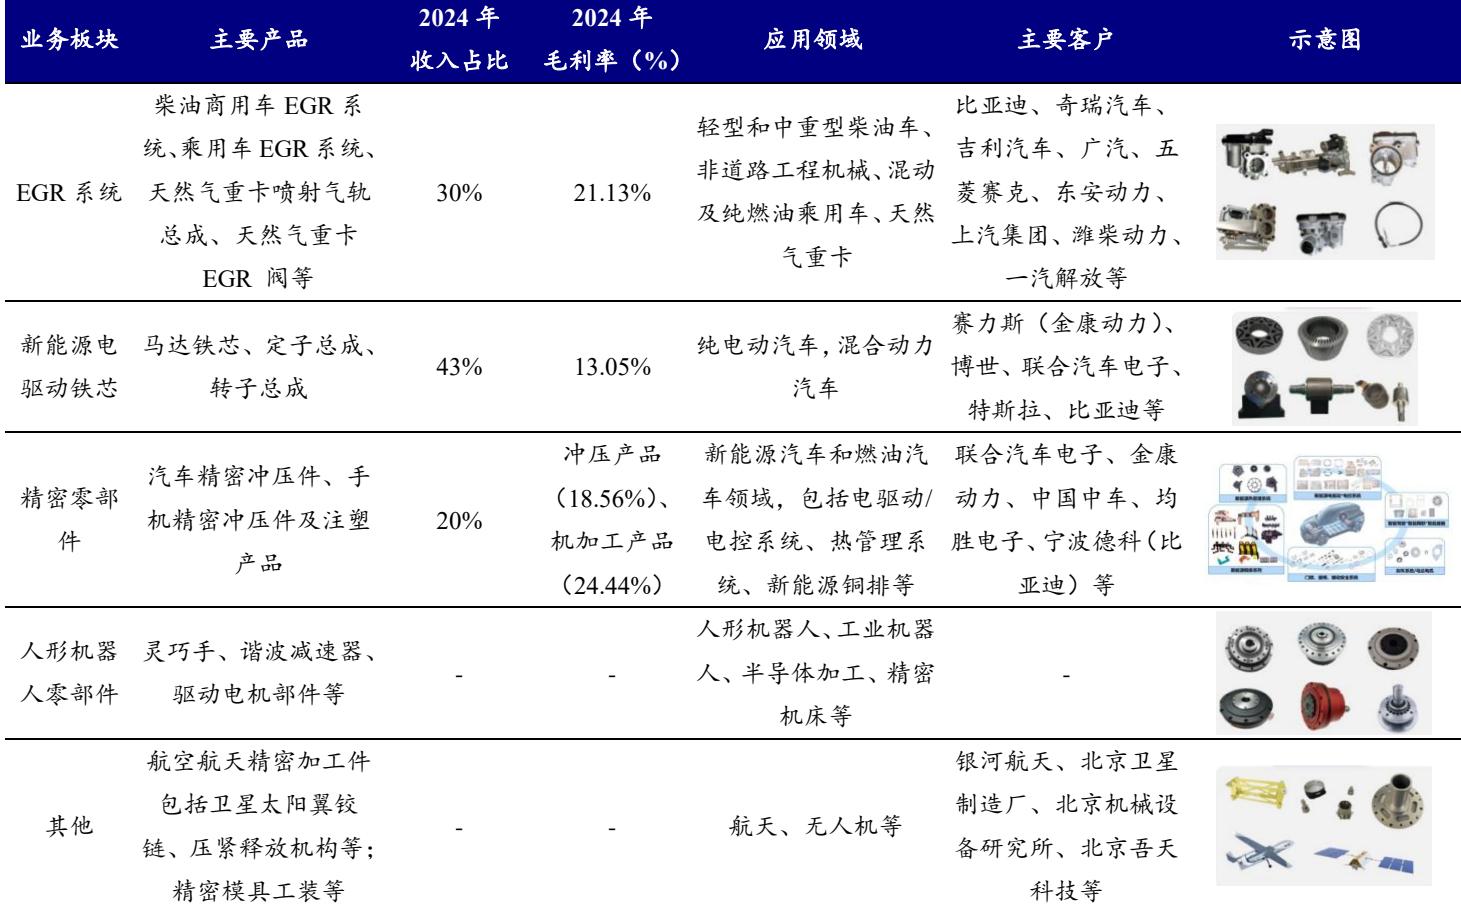 业务板块
主要产品
2024 年
收入占比
2024 年
毛利率（%）
应用领域
主要客户
示意图
EGR 系统
柴油商用车 EGR 系
统、乘用车 EGR 系统、
天然气重卡喷射气轨
总成、天然气重卡
EGR 阀等
30%
21.13%
轻型和中重型柴油车、
非道路工程机械、混动
及纯燃油乘用车、天然
气重卡
比亚迪、奇瑞汽车、
吉利汽车、广汽、五
菱赛克、东安动力、
上汽集团、潍柴动力、
一汽解放等
新能源电
驱动铁芯
马达铁芯、定子总成、
转子总成
43%
13.05%
纯电动汽车，混合动力
汽车
赛力斯（金康动力）、
博世、联合汽车电子、
特斯拉、比亚迪等
精密零部
件
汽车精密冲压件、手
机精密冲压件及注塑
产品
20%
冲压产品
（18.56%）、
机加工产品
（24.44%）
新能源汽车和燃油汽
车领域，包括电驱动/
电控系统、热管理系
统、新能源铜排等
联合汽车电子、金康
动力、中国中车、均
胜电子、宁波德科（比
亚迪）等
人形机器
人零部件
灵巧手、谐波减速器、
驱动电机部件等
-
-
人形机器人、工业机器
人、半导体加工、精密
机床等
-
其他
航空航天精密加工件
包括卫星太阳翼铰
链、压紧释放机构等；
精密模具工装等
-
-
航天、无人机等
银河航天、北京卫星
制造厂、北京机械设
备研究所、北京吾天
科技等